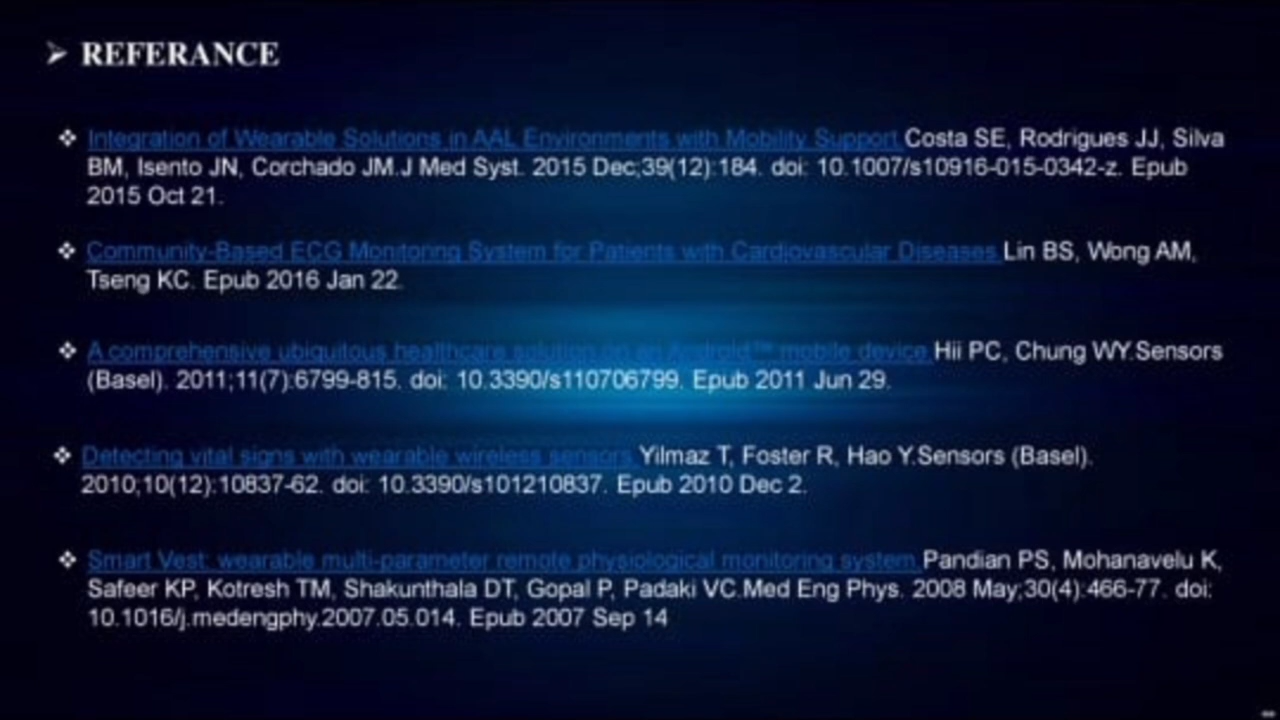 REFERANCE
Integration of Wearable Solutions in AAL Environments with Mobility Support Costa SE, Rodrigues JJ, Silva
BM, Isento JN, Corchado JM.J Med Syst. 2015 Dec;39(12):184. doi: 10.1007/s10916-015-0342-z. Epub
2015 Oct 21.
Community-Based ECG Monitoring System for Patients with Cardiovascular Diseases Lin BS, Wong AM,
Tseng KC. Epub 2016 Jan 22.
A comprehensive ubiquitous healthcare solution on an Android™ mobile device Hii PC, Chung WY.Sensors
(Basel). 2011;11(7):6799-815. doi: 10.3390/s110706799. Epub 2011 Jun 29.
Detecting vital signs with wearable wireless sensors. Yilmaz T, Foster R, Hao Y.Sensors (Basel).
2010;10(12):10837-62. doi: 10.3390/s101210837. Epub 2010 Dec 2.
Smart Vest: wearable multi-parameter remote physiological monitoring system Pandian PS, Mohanavelu K,
Safeer KP, Kotresh TM, Shakunthala DT, Gopal P, Padaki VC.Med Eng Phys. 2008 May;30(4):466-77. doi:
10.1016/j.medengphy.2007.05.014. Epub 2007 Sep 14